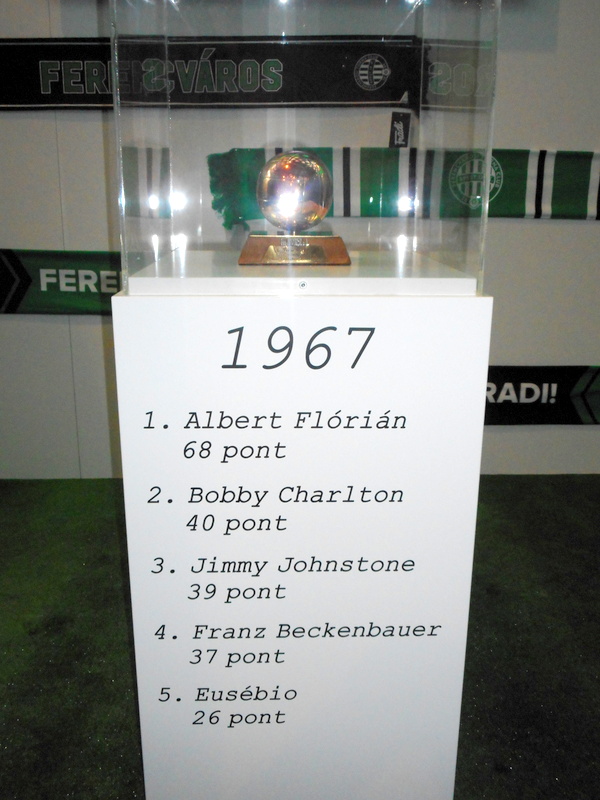 FERENCVÁROS
FERE
RADI!
1967
1. Albert Flórián
68 pont
2. Bobby Charlton
40 pont
3. Jimmy Johnstone
39 pont
4. Franz Beckenbauer
37 pont
5. Eusébio
26 pont